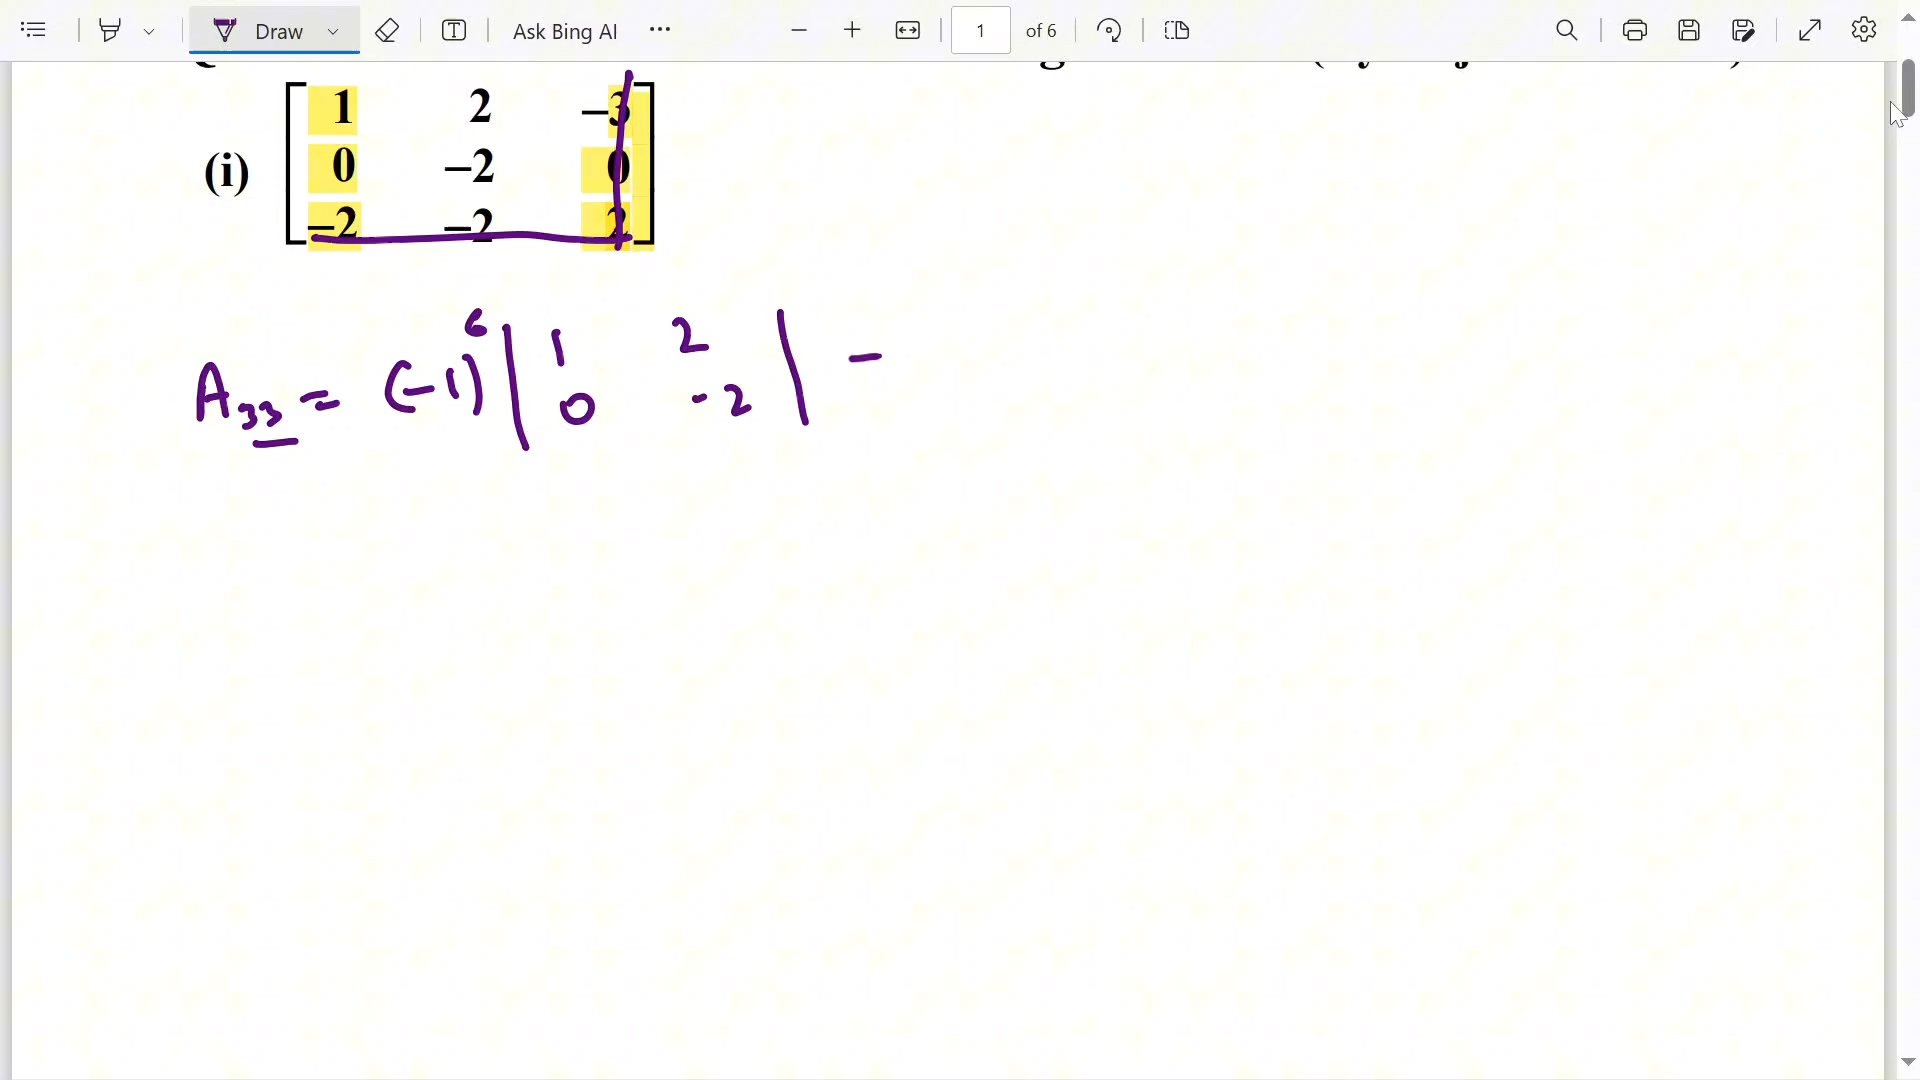 Draw Ask Bing AI 1 of 6
1 2 −3
(i) 0 −2 0
−2 −2 2
A33 = (-1)^6 | 1 2 | -
0 -2